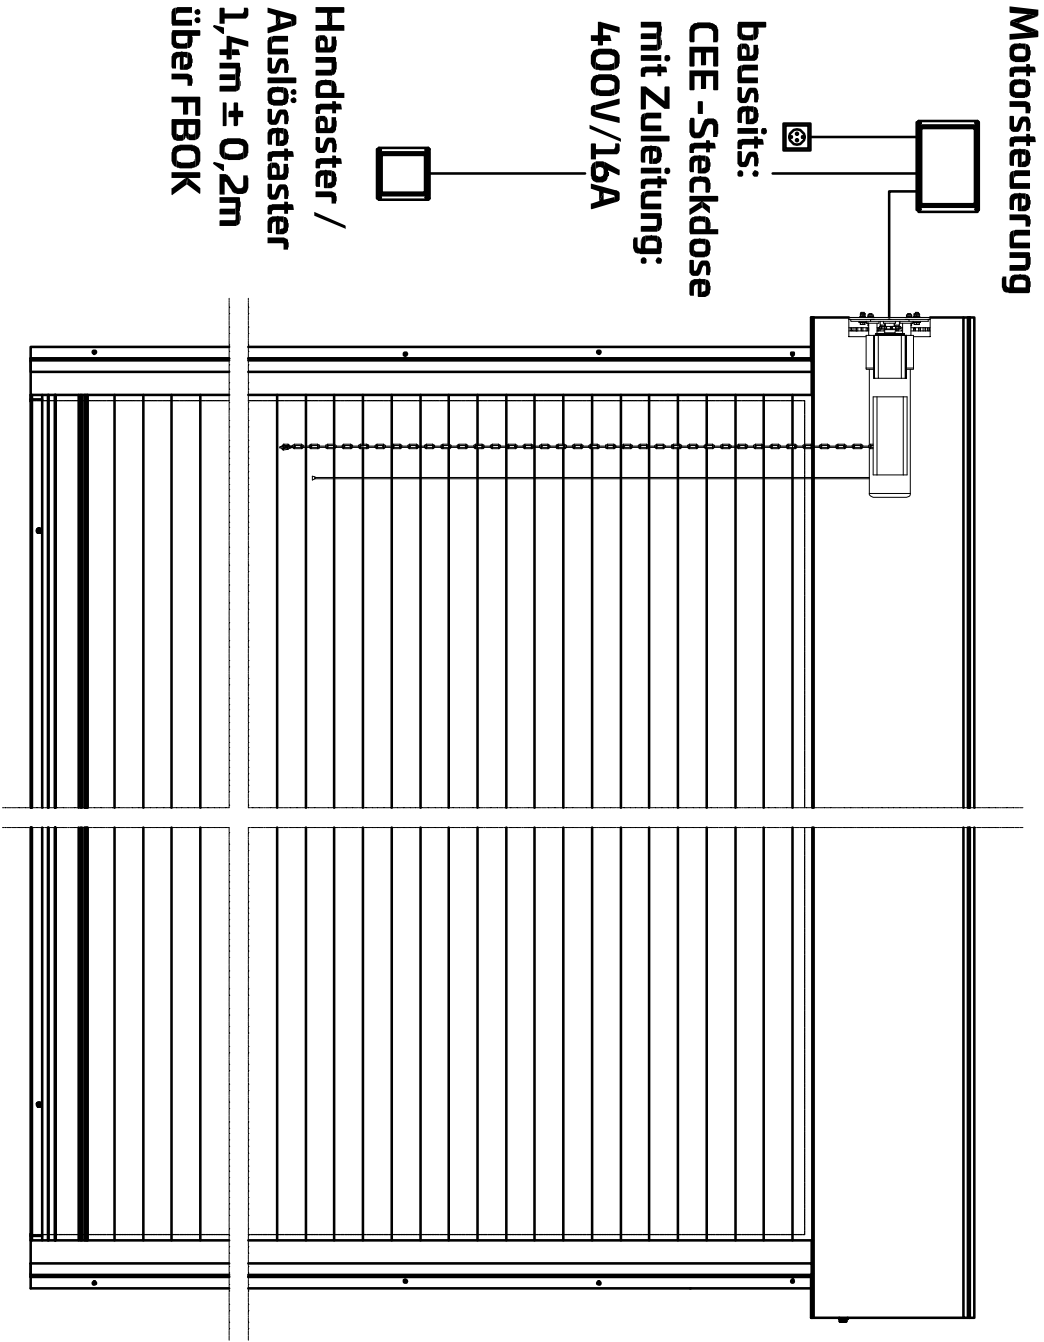 Motorsteuerung
bauseits:
CEE -Steckdose
mit Zuleitung:
400V/16A
Handtaster /
Auslösetaster
1,4m ± 0,2m
über FBOK